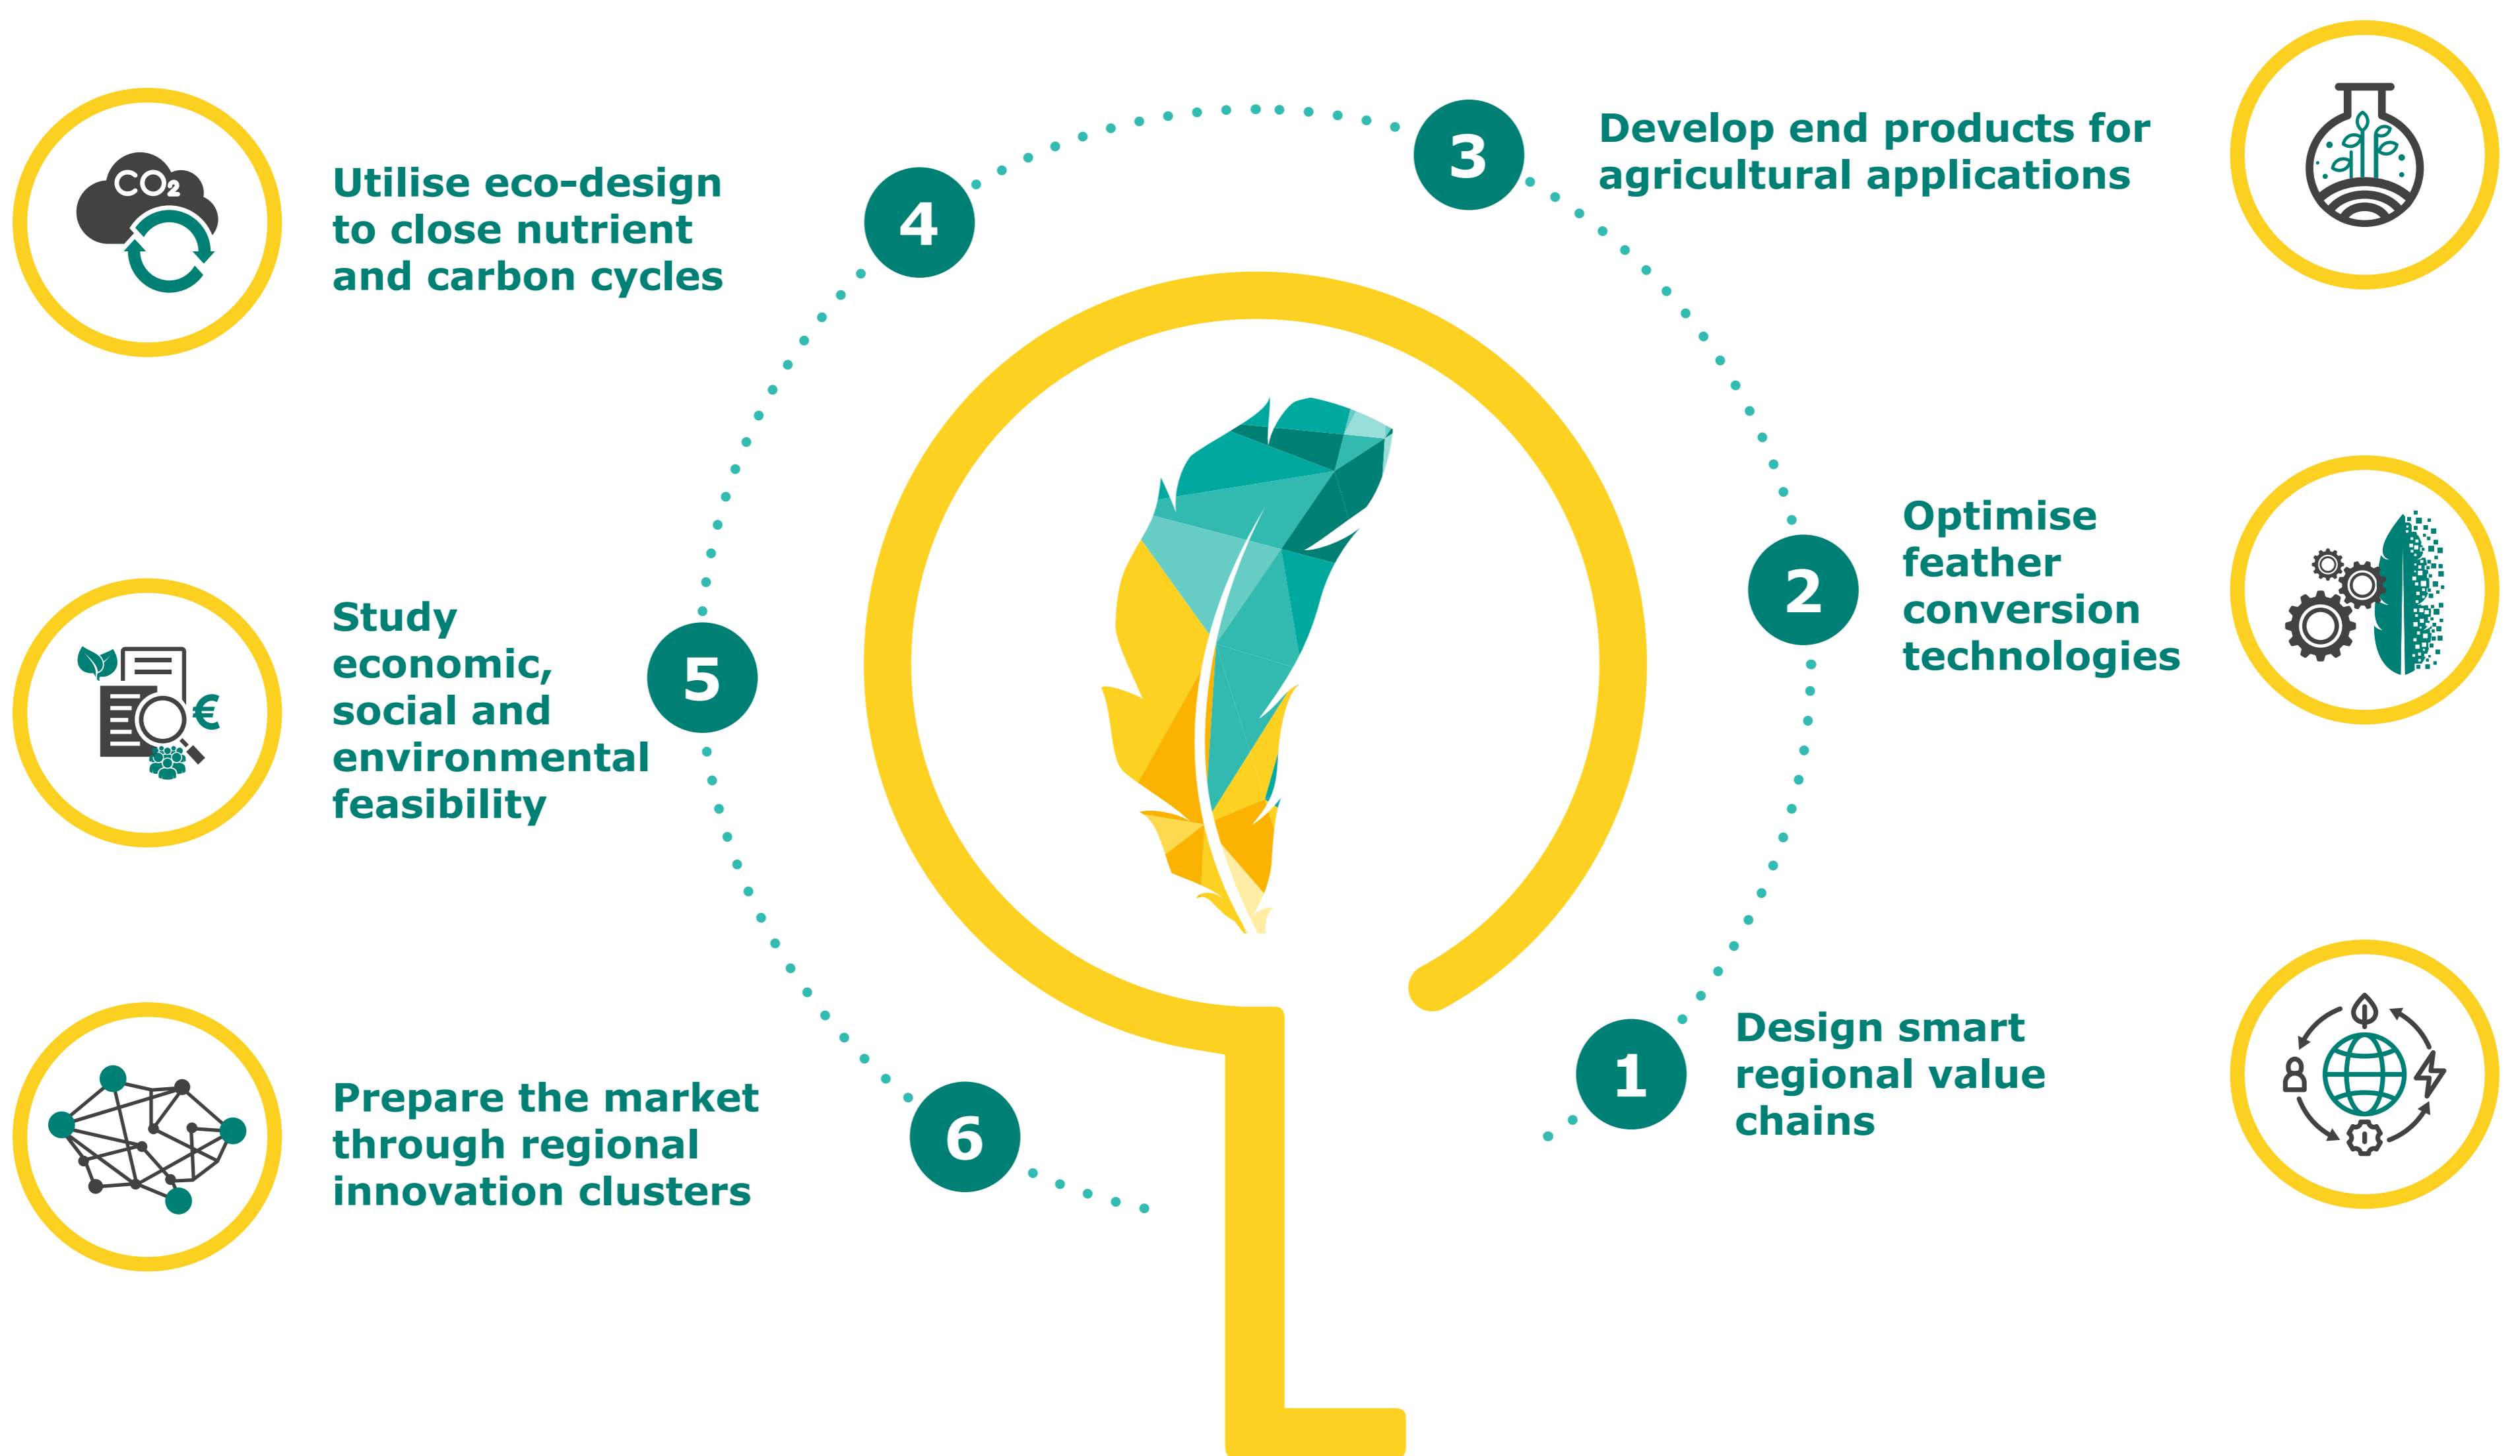 CO2
4
Utilise eco-design
to close nutrient
and carbon cycles
3
Develop end products for
agricultural applications
2
Optimise
feather
conversion
technologies
5
Study
economic,
social and
environmental
feasibility
€
1
Design smart
regional value
chains
6
Prepare the market
through regional
innovation clusters